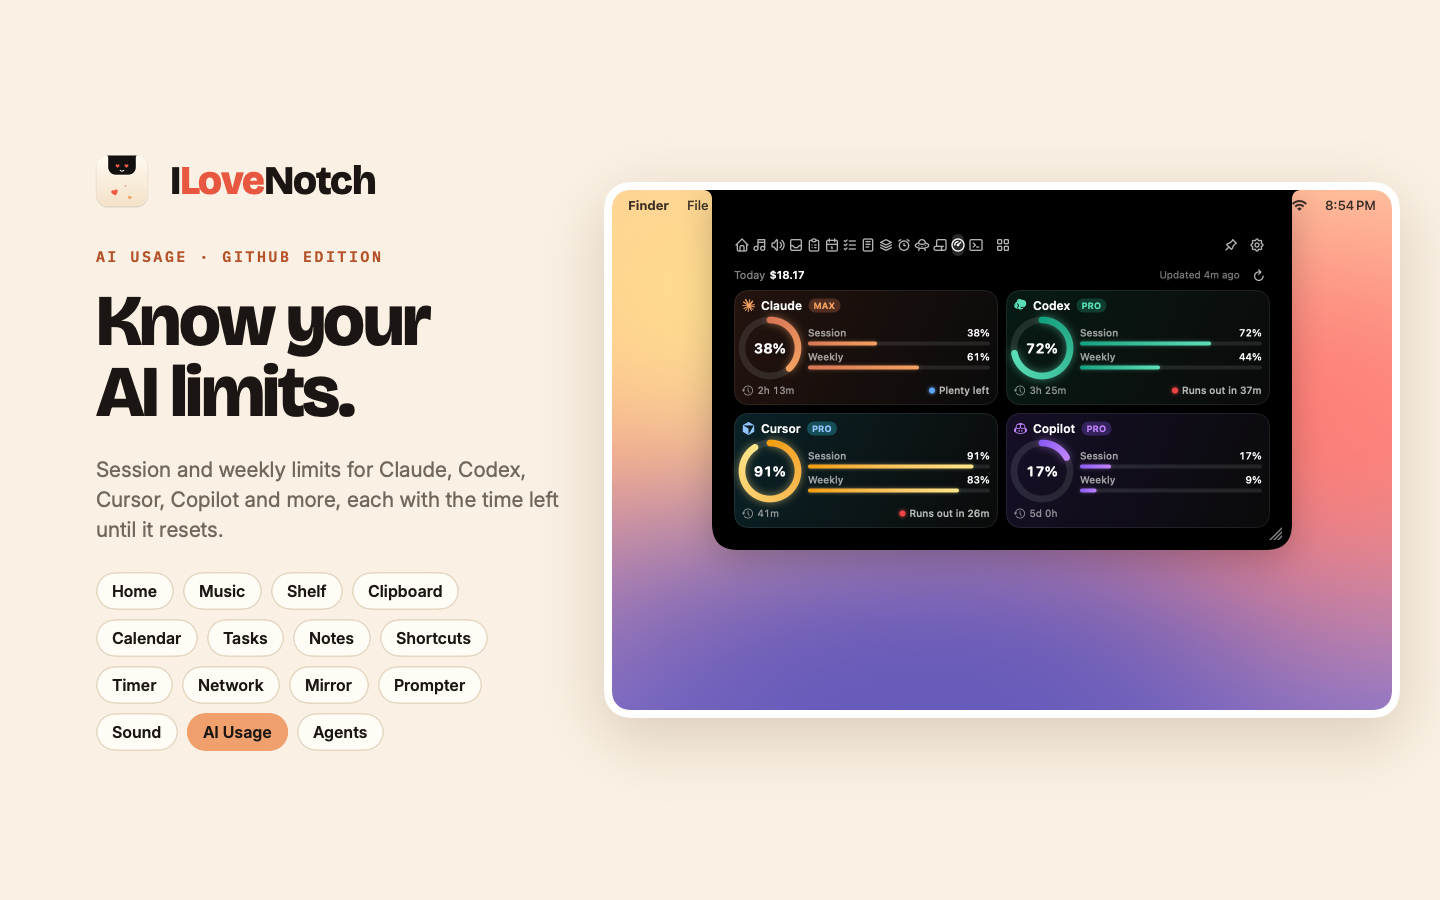 ILoveNotch
AI USAGE · GITHUB EDITION
Know your
AI limits.
Session and weekly limits for Claude, Codex,
Cursor, Copilot and more, each with the time left
until it resets.
Home Music Shelf Clipboard
Calendar Tasks Notes Shortcuts
Timer Network Mirror Prompter
Sound AI Usage Agents
Finder File 8:54 PM
Today $18.17 Updated 4m ago
Claude MAX
38%
Session 38%
Weekly 61%
2h 13m Plenty left
Codex PRO
72%
Session 72%
Weekly 44%
3h 25m Runs out in 37m
Cursor PRO
91%
Session 91%
Weekly 83%
41m Runs out in 26m
Copilot PRO
17%
Session 17%
Weekly 9%
5d 0h